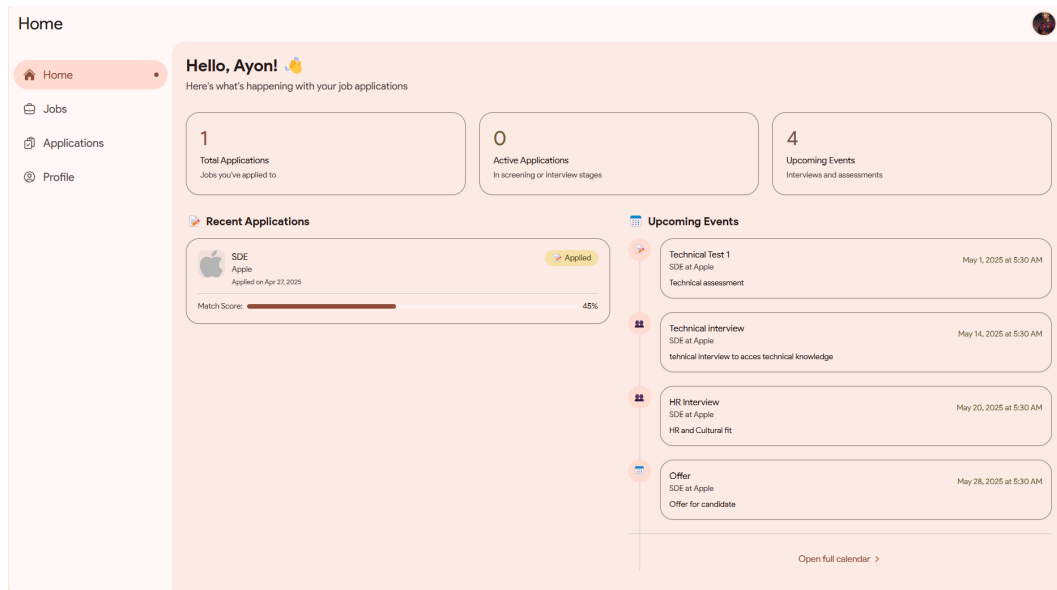 Home
Home
Jobs
Applications
Profile
Hello, Ayon! 👋
Here's what's happening with your job applications
1
Total Applications
Jobs you've applied to
0
Active Applications
In screening or interview stages
4
Upcoming Events
Interviews and assessments
Recent Applications
SDE
Apple
Applied on Apr 27, 2025
Applied
Match Score:
45%
Upcoming Events
Technical Test 1
SDE at Apple
Technical assessment
May 1, 2025 at 5:30 AM
Technical interview
SDE at Apple
tehnical interview to acces technical knowledge
May 14, 2025 at 5:30 AM
HR Interview
SDE at Apple
HR and Cultural fit
May 20, 2025 at 5:30 AM
Offer
SDE at Apple
Offer for candidate
May 28, 2025 at 5:30 AM
Open full calendar >